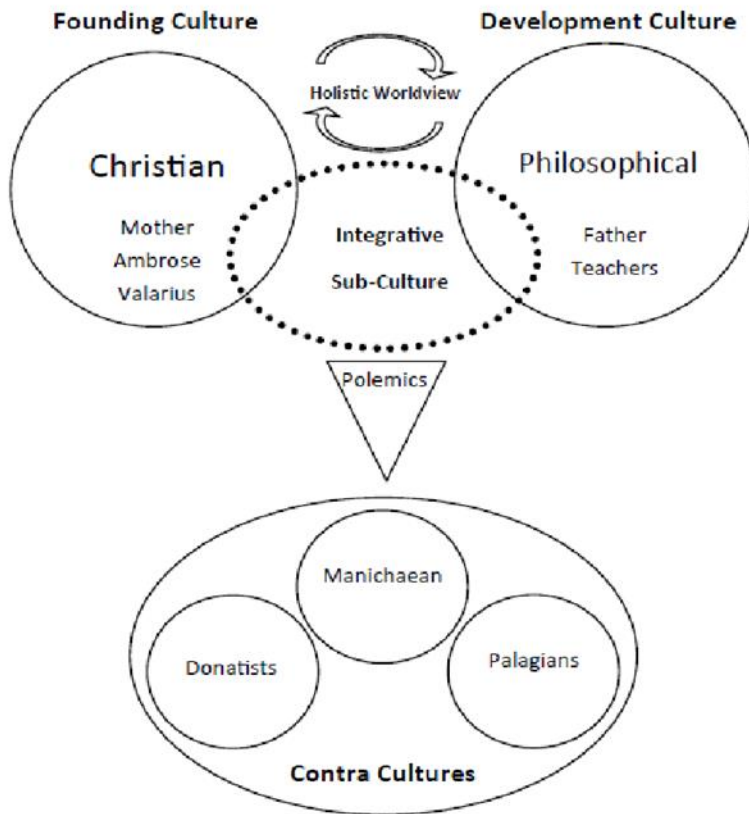 Founding Culture
Development Culture
Holistic Worldview
Christian
Mother
Ambrose
Valarius
Integrative
Sub-Culture
Philosophical
Father
Teachers
Polemics
Manichaean
Donatists
Palagians
Contra Cultures